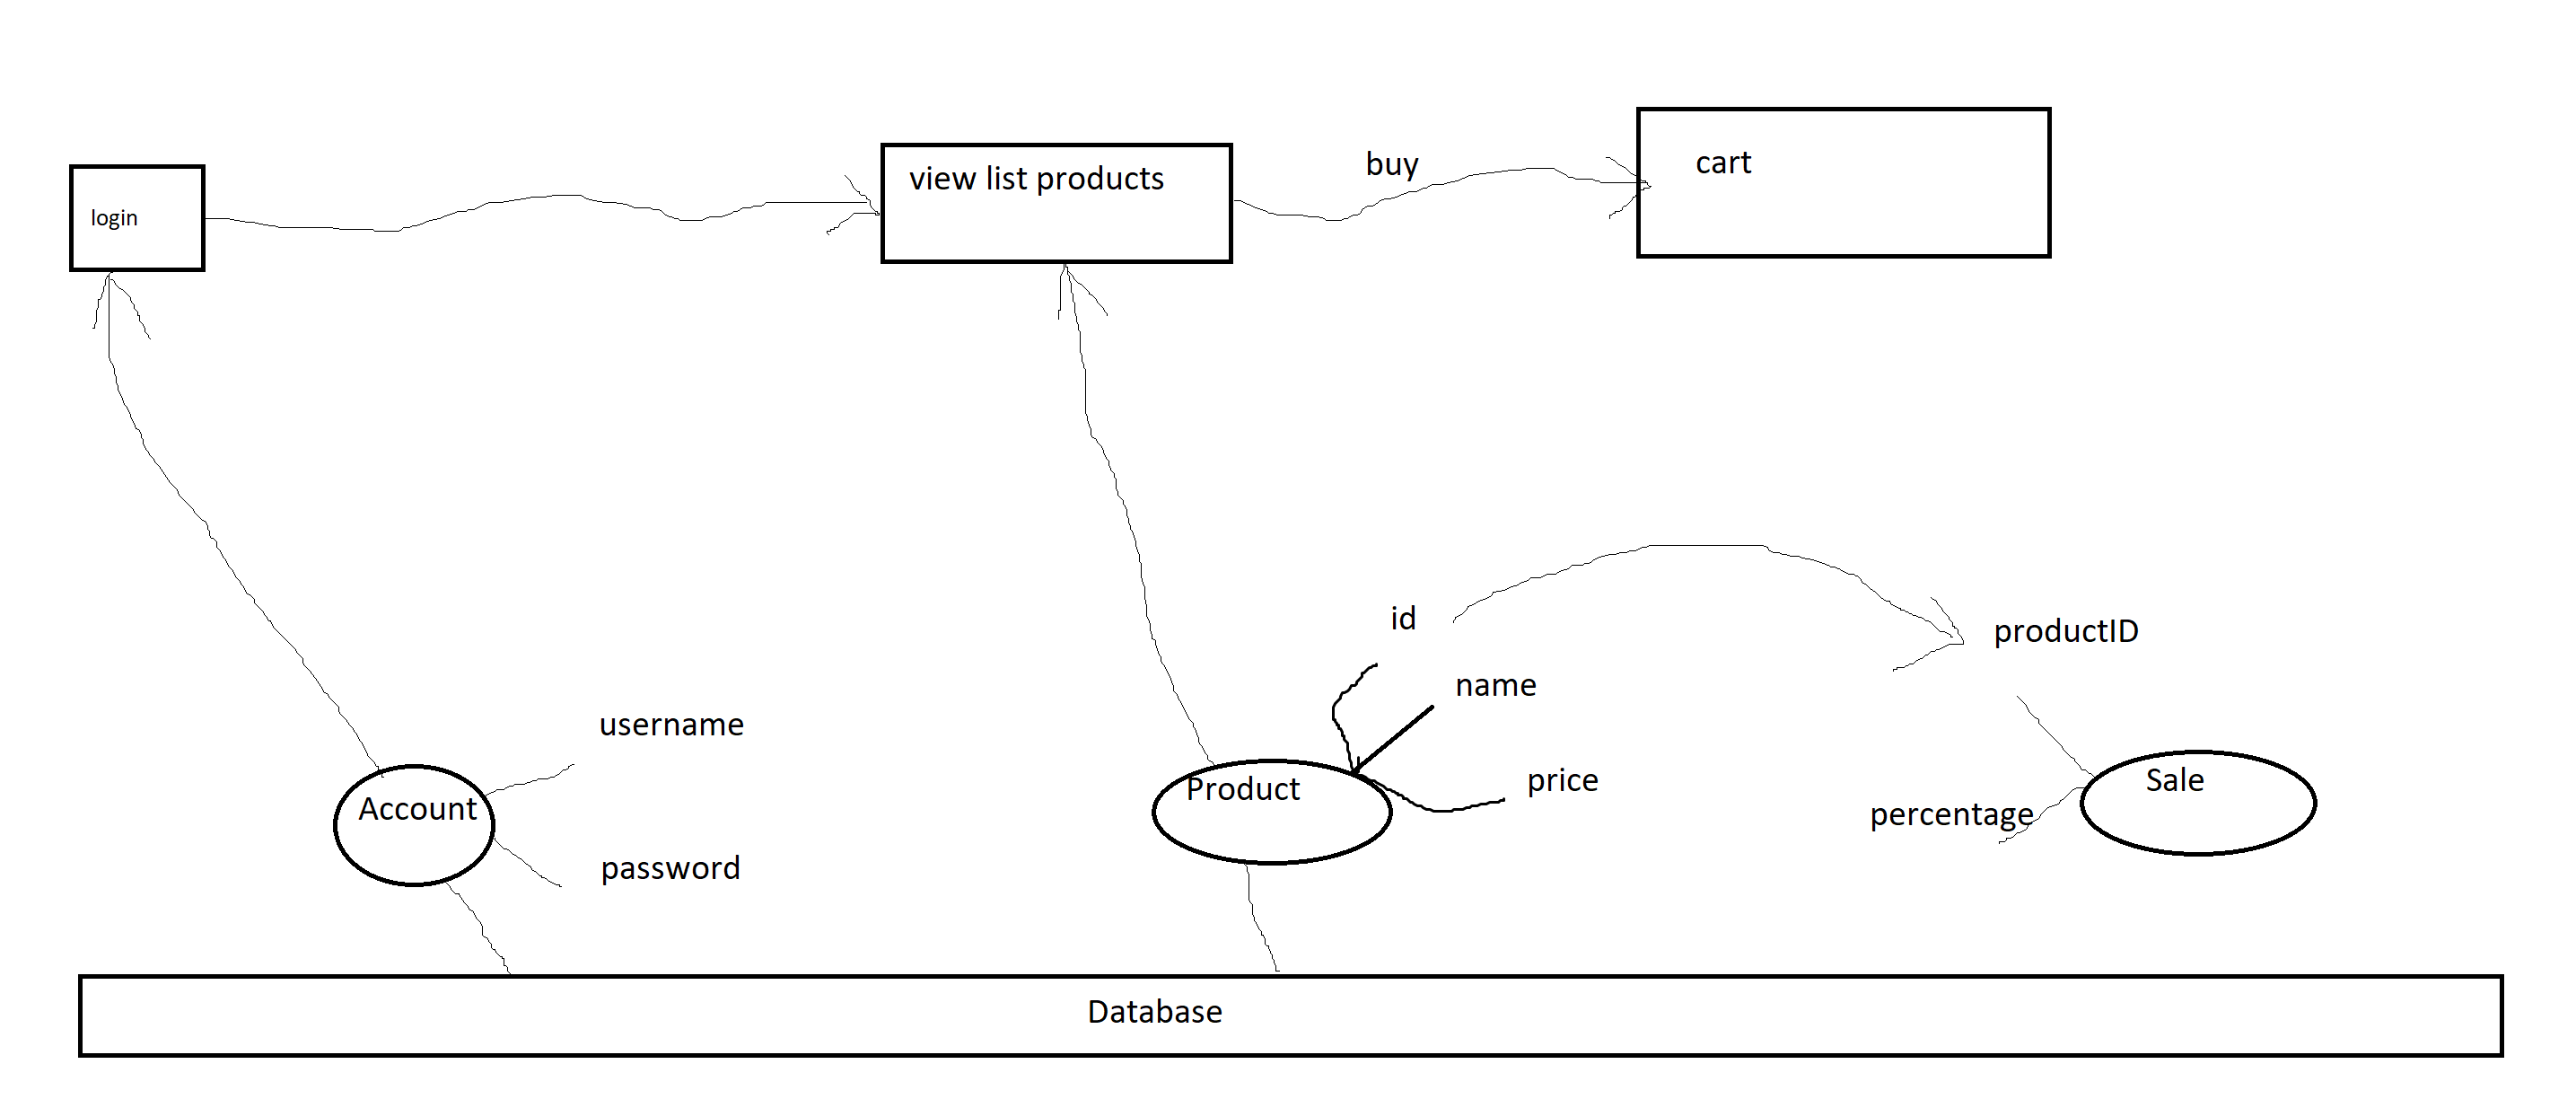 login
view list products
buy
cart
id
productID
name
username
price
Product
Sale
Account
percentage
password
Database